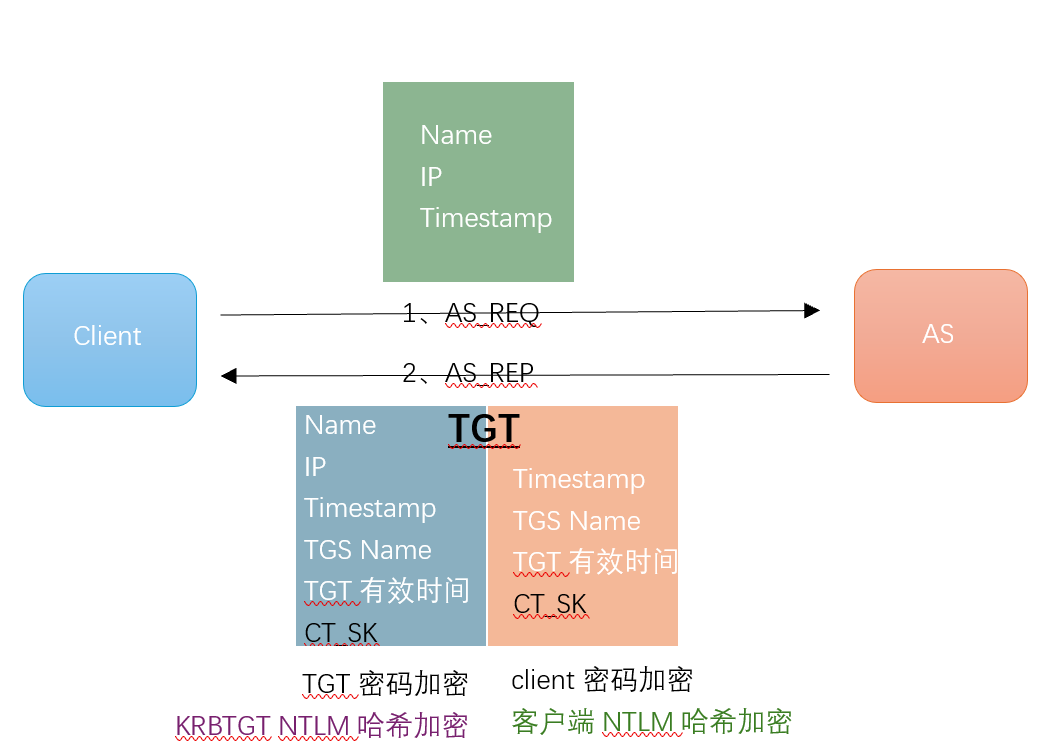 Name
IP
Timestamp
Client
AS
1、AS_REQ
2、AS_REP
TGT
Name
IP
Timestamp
TGS Name
TGT 有效时间
CT_SK
Timestamp
TGS Name
TGT 有效时间
CT_SK
TGT 密码加密
KRBTGT NTLM 哈希加密
client 密码加密
客户端 NTLM 哈希加密